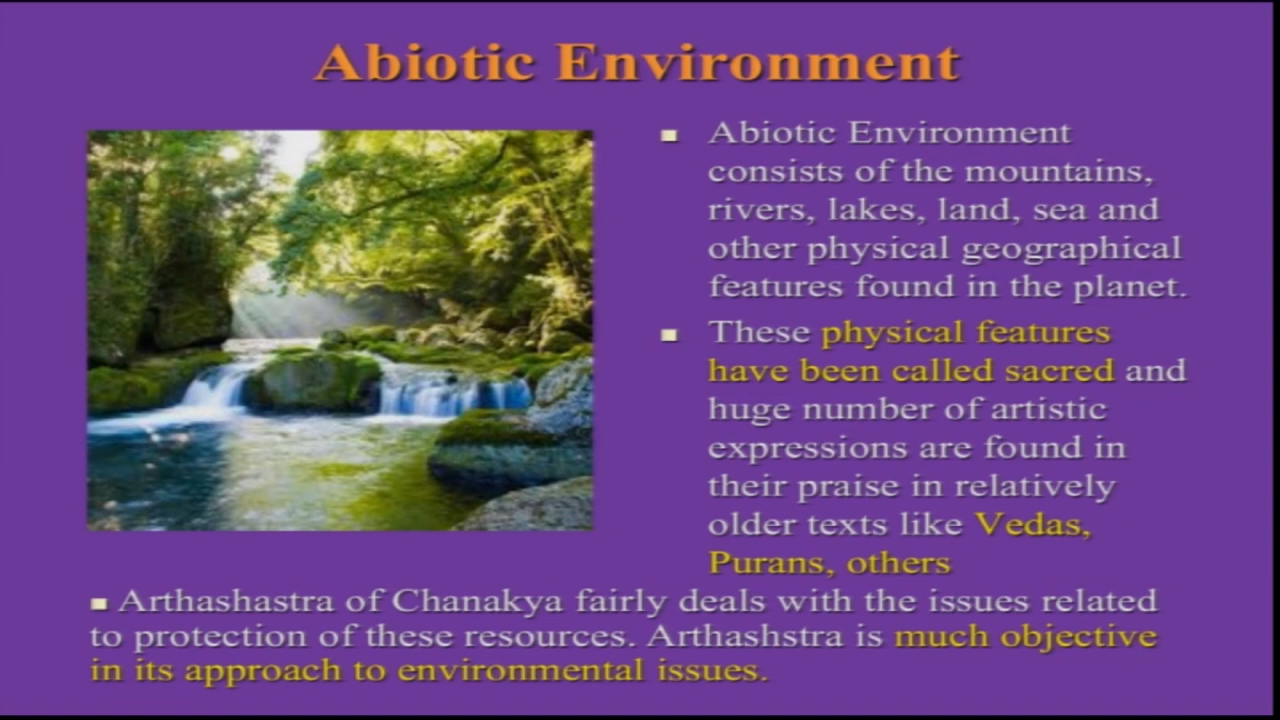 Abiotic Environment
▪ Abiotic Environment
consists of the mountains,
rivers, lakes, land, sea and
other physical geographical
features found in the planet.
▪ These physical features
have been called sacred and
huge number of artistic
expressions are found in
their praise in relatively
older texts like Vedas,
Purans, others
▪ Arthashastra of Chanakya fairly deals with the issues related
to protection of these resources. Arthashstra is much objective
in its approach to environmental issues.